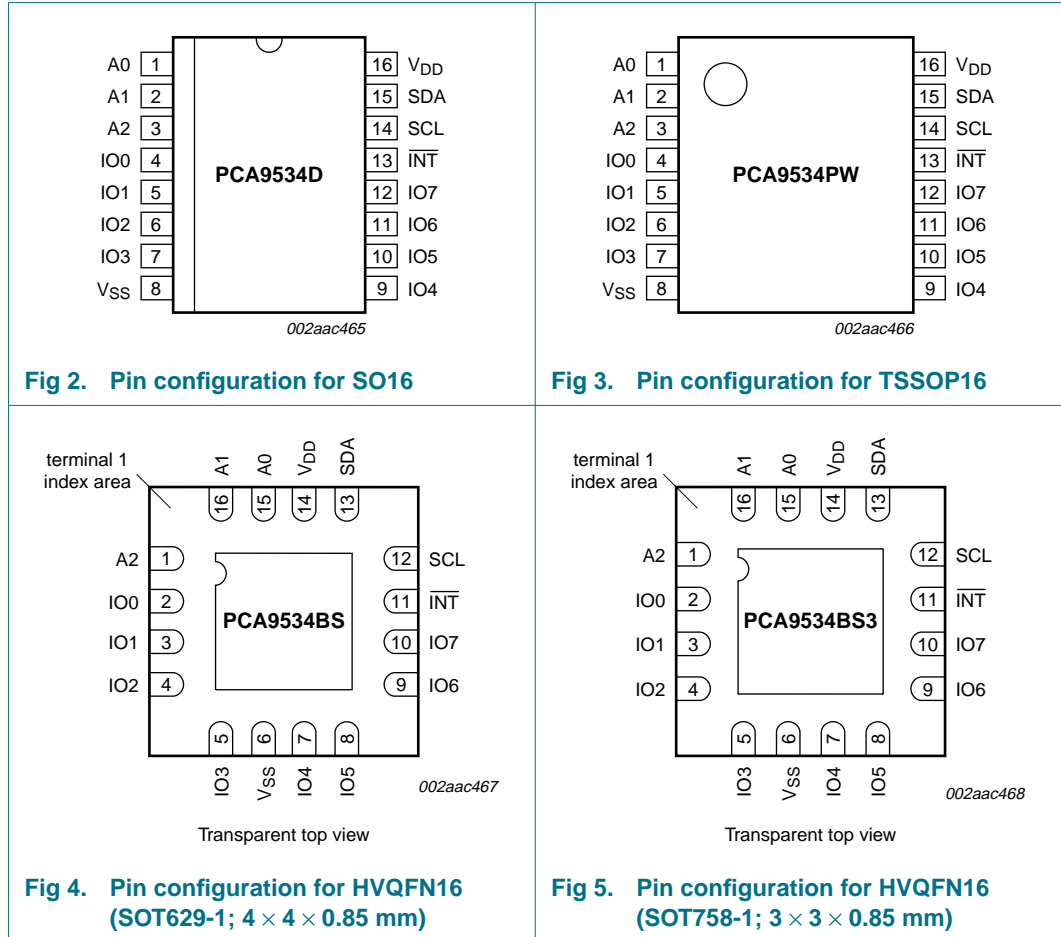 A0 1
A1 2
A2 3
IO0 4
IO1 5
IO2 6
IO3 7
VSS 8
PCA9534D
16 VDD
15 SDA
14 SCL
13 INT
12 IO7
11 IO6
10 IO5
9 IO4
002aac465
Fig 2. Pin configuration for SO16
A0 1
A1 2
A2 3
IO0 4
IO1 5
IO2 6
IO3 7
VSS 8
PCA9534PW
16 VDD
15 SDA
14 SCL
13 INT
12 IO7
11 IO6
10 IO5
9 IO4
002aac466
Fig 3. Pin configuration for TSSOP16
terminal 1
index area
A1 A0 VDD SDA
16 15 14 13
A2 1
IO0 2
IO1 3
IO2 4
PCA9534BS
12 SCL
11 INT
10 IO7
9 IO6
5 6 7 8
IO3 VSS IO4 IO5
002aac467
Transparent top view
Fig 4. Pin configuration for HVQFN16
(SOT629-1; 4 × 4 × 0.85 mm)
terminal 1
index area
A1 A0 VDD SDA
16 15 14 13
A2 1
IO0 2
IO1 3
IO2 4
PCA9534BS3
12 SCL
11 INT
10 IO7
9 IO6
5 6 7 8
IO3 VSS IO4 IO5
002aac468
Transparent top view
Fig 5. Pin configuration for HVQFN16
(SOT758-1; 3 × 3 × 0.85 mm)